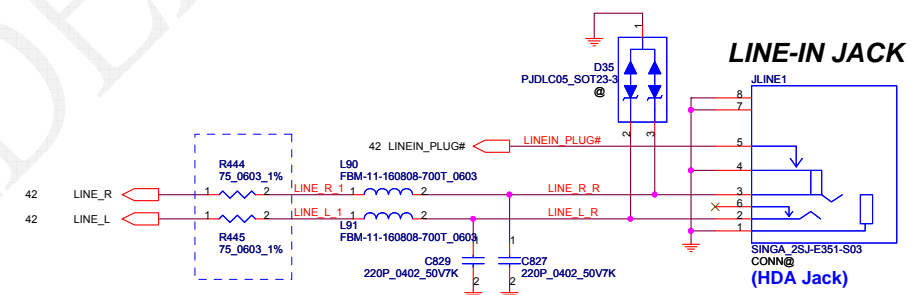 LINE-IN JACK
1
D35
PJDLC05_SOT23-3
@
2
3
JLINE1
8
7
42 LINEIN_PLUG#
LINEIN_PLUG#
5
4
R444
75_0603_1%
L90
FBM-11-160808-700T_0603
42 LINE_R
1
2
LINE_R_1
1
2
LINE_R_R
3
6
42 LINE_L
1
2
LINE_L_1
1
2
LINE_L_R
2
1
R445
75_0603_1%
L91
FBM-11-160808-700T_0603
1
1
C829
220P_0402_50V7K
2
C827
220P_0402_50V7K
2
SINGA_2SJ-E351-S03
CONN@
(HDA Jack)